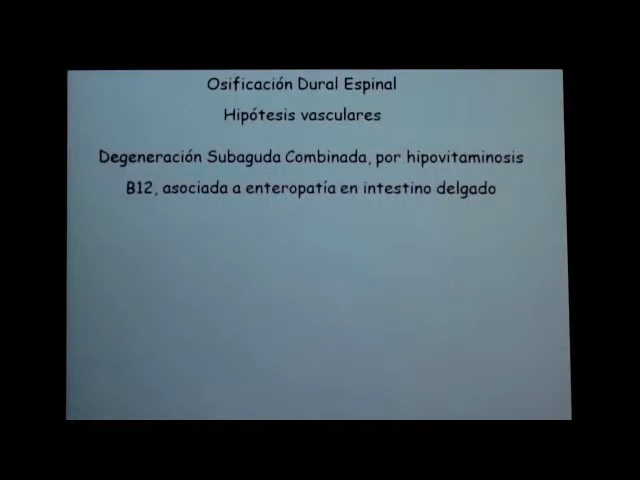 Osificación Dural Espinal
Hipótesis vasculares
Degeneración Subaguda Combinada, por hipovitaminosis
B12, asociada a enteropatía en intestino delgado